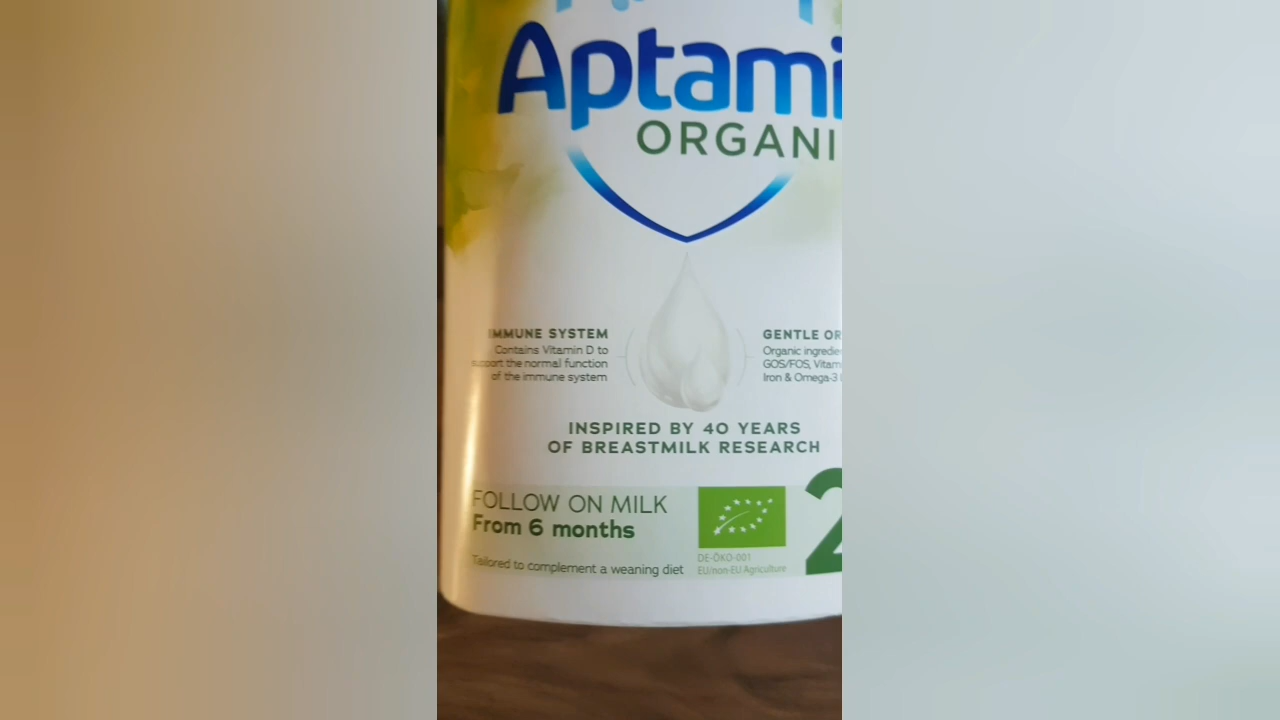 Aptami
ORGANI
IMMUNE SYSTEM
Contains Vitamin D to
support the normal function
of the immune system
GENTLE OR
Organic ingredie
GOS/FOS, Vitam
Iron & Omega-3
INSPIRED BY 40 YEARS
OF BREASTMILK RESEARCH
FOLLOW ON MILK
From 6 months
Tailored to complement a weaning diet
DE-ÖKO-001
EU/non-EU Agriculture
2